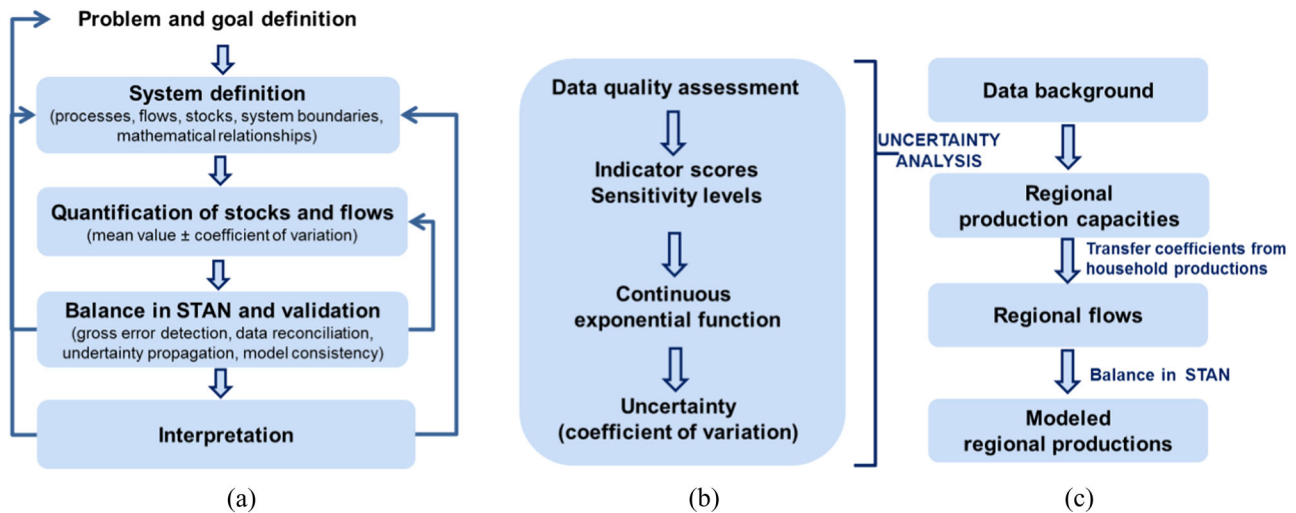 Problem and goal definition
System definition
(processes, flows, stocks, system boundaries,
mathematical relationships)
Quantification of stocks and flows
(mean value ± coefficient of variation)
Balance in STAN and validation
(gross error detection, data reconciliation,
undertainty propagation, model consistency)
Interpretation
(a)
Data quality assessment
Indicator scores
Sensitivity levels
Continuous
exponential function
Uncertainty
(coefficient of variation)
(b)
UNCERTAINTY
ANALYSIS
Data background
Regional
production capacities
Transfer coefficients from
household productions
Regional flows
Balance in STAN
Modeled
regional productions
(c)